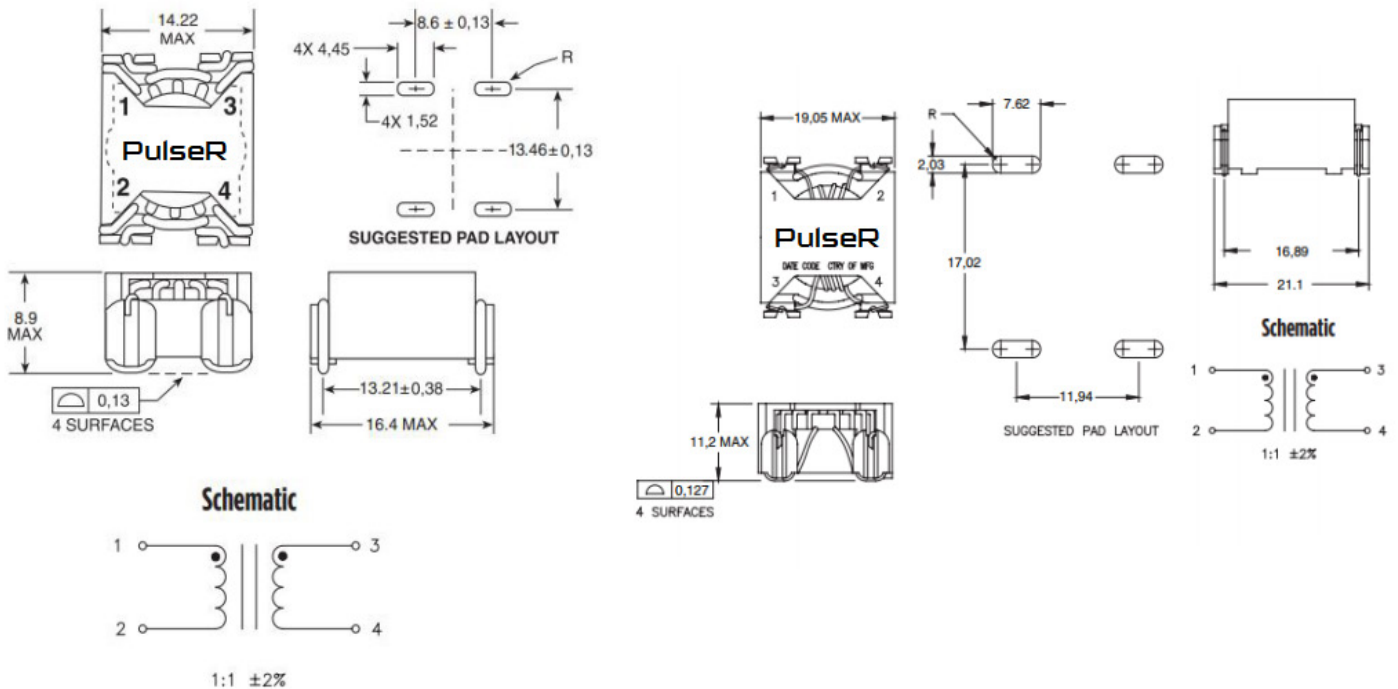 14.22
MAX
1 3
PulseR
2 4
8.6 ± 0,13
4X 4,45
R
4X 1,52
13.46± 0,13
SUGGESTED PAD LAYOUT
8.9
MAX
0,13
4 SURFACES
13.21±0,38
16.4 MAX
Schematic
1 3
2 4
1:1 ±2%
19,05 MAX
1 2
PulseR
DATE CODE CTRY OF MFG
3 4
R
7.62
2,03
17,02
11,94
SUGGESTED PAD LAYOUT
11,2 MAX
0,127
4 SURFACES
16,89
21.1
Schematic
1 3
2 4
1:1 ±2%